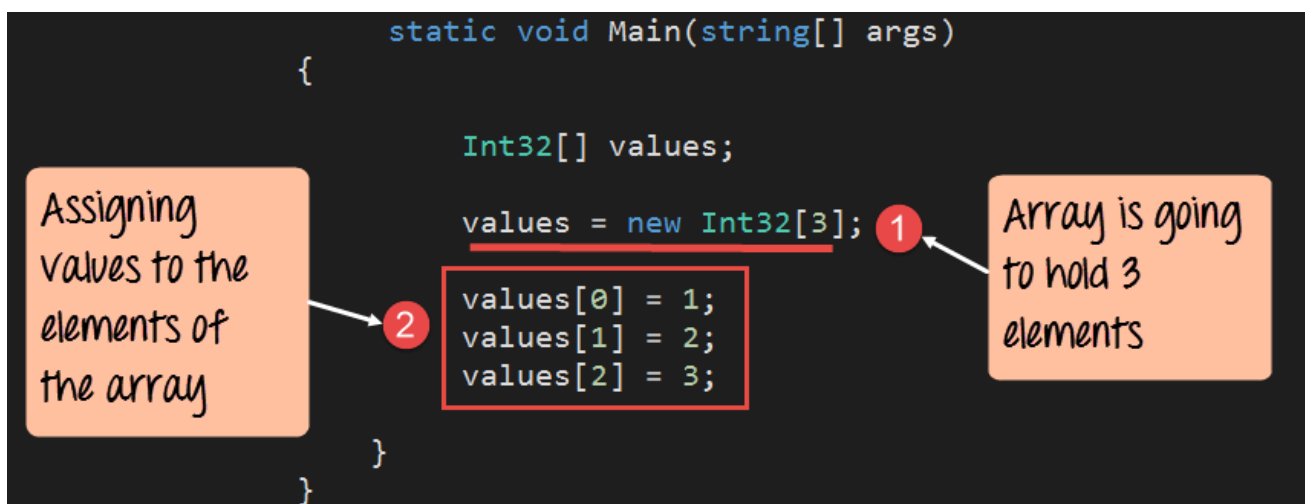 static void Main(string[] args)
{
Int32[] values;
values = new Int32[3];
1
Array is going
to hold 3
elements
Assigning
values to the
elements of
the array
2
values[0] = 1;
values[1] = 2;
values[2] = 3;
}
}